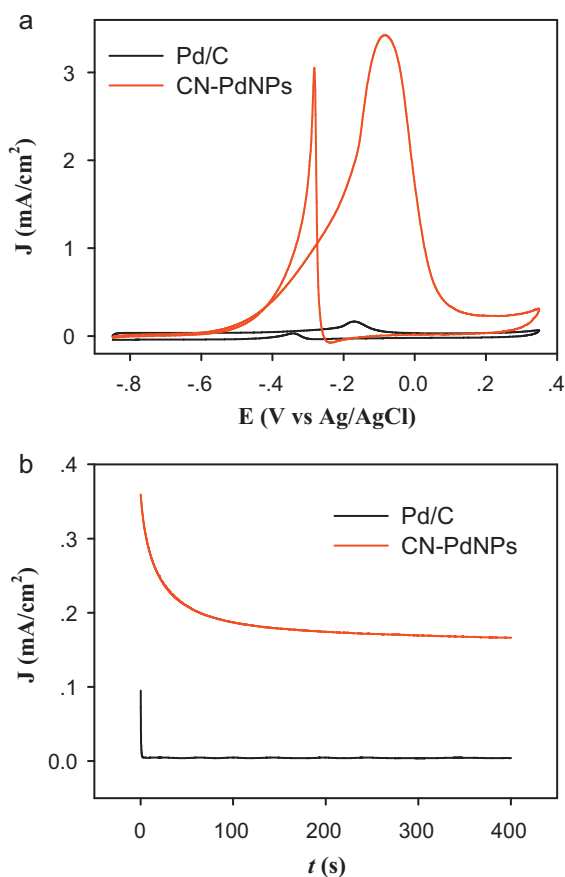 a
Pd/C
CN-PdNPs
3
2
1
0
J (mA/cm²)
-.8 -.6 -.4 -.2 0.0 .2 .4
E (V vs Ag/AgCl)
b
.4
Pd/C
CN-PdNPs
.3
.2
.1
0.0
J (mA/cm²)
0 100 200 300 400
t (s)